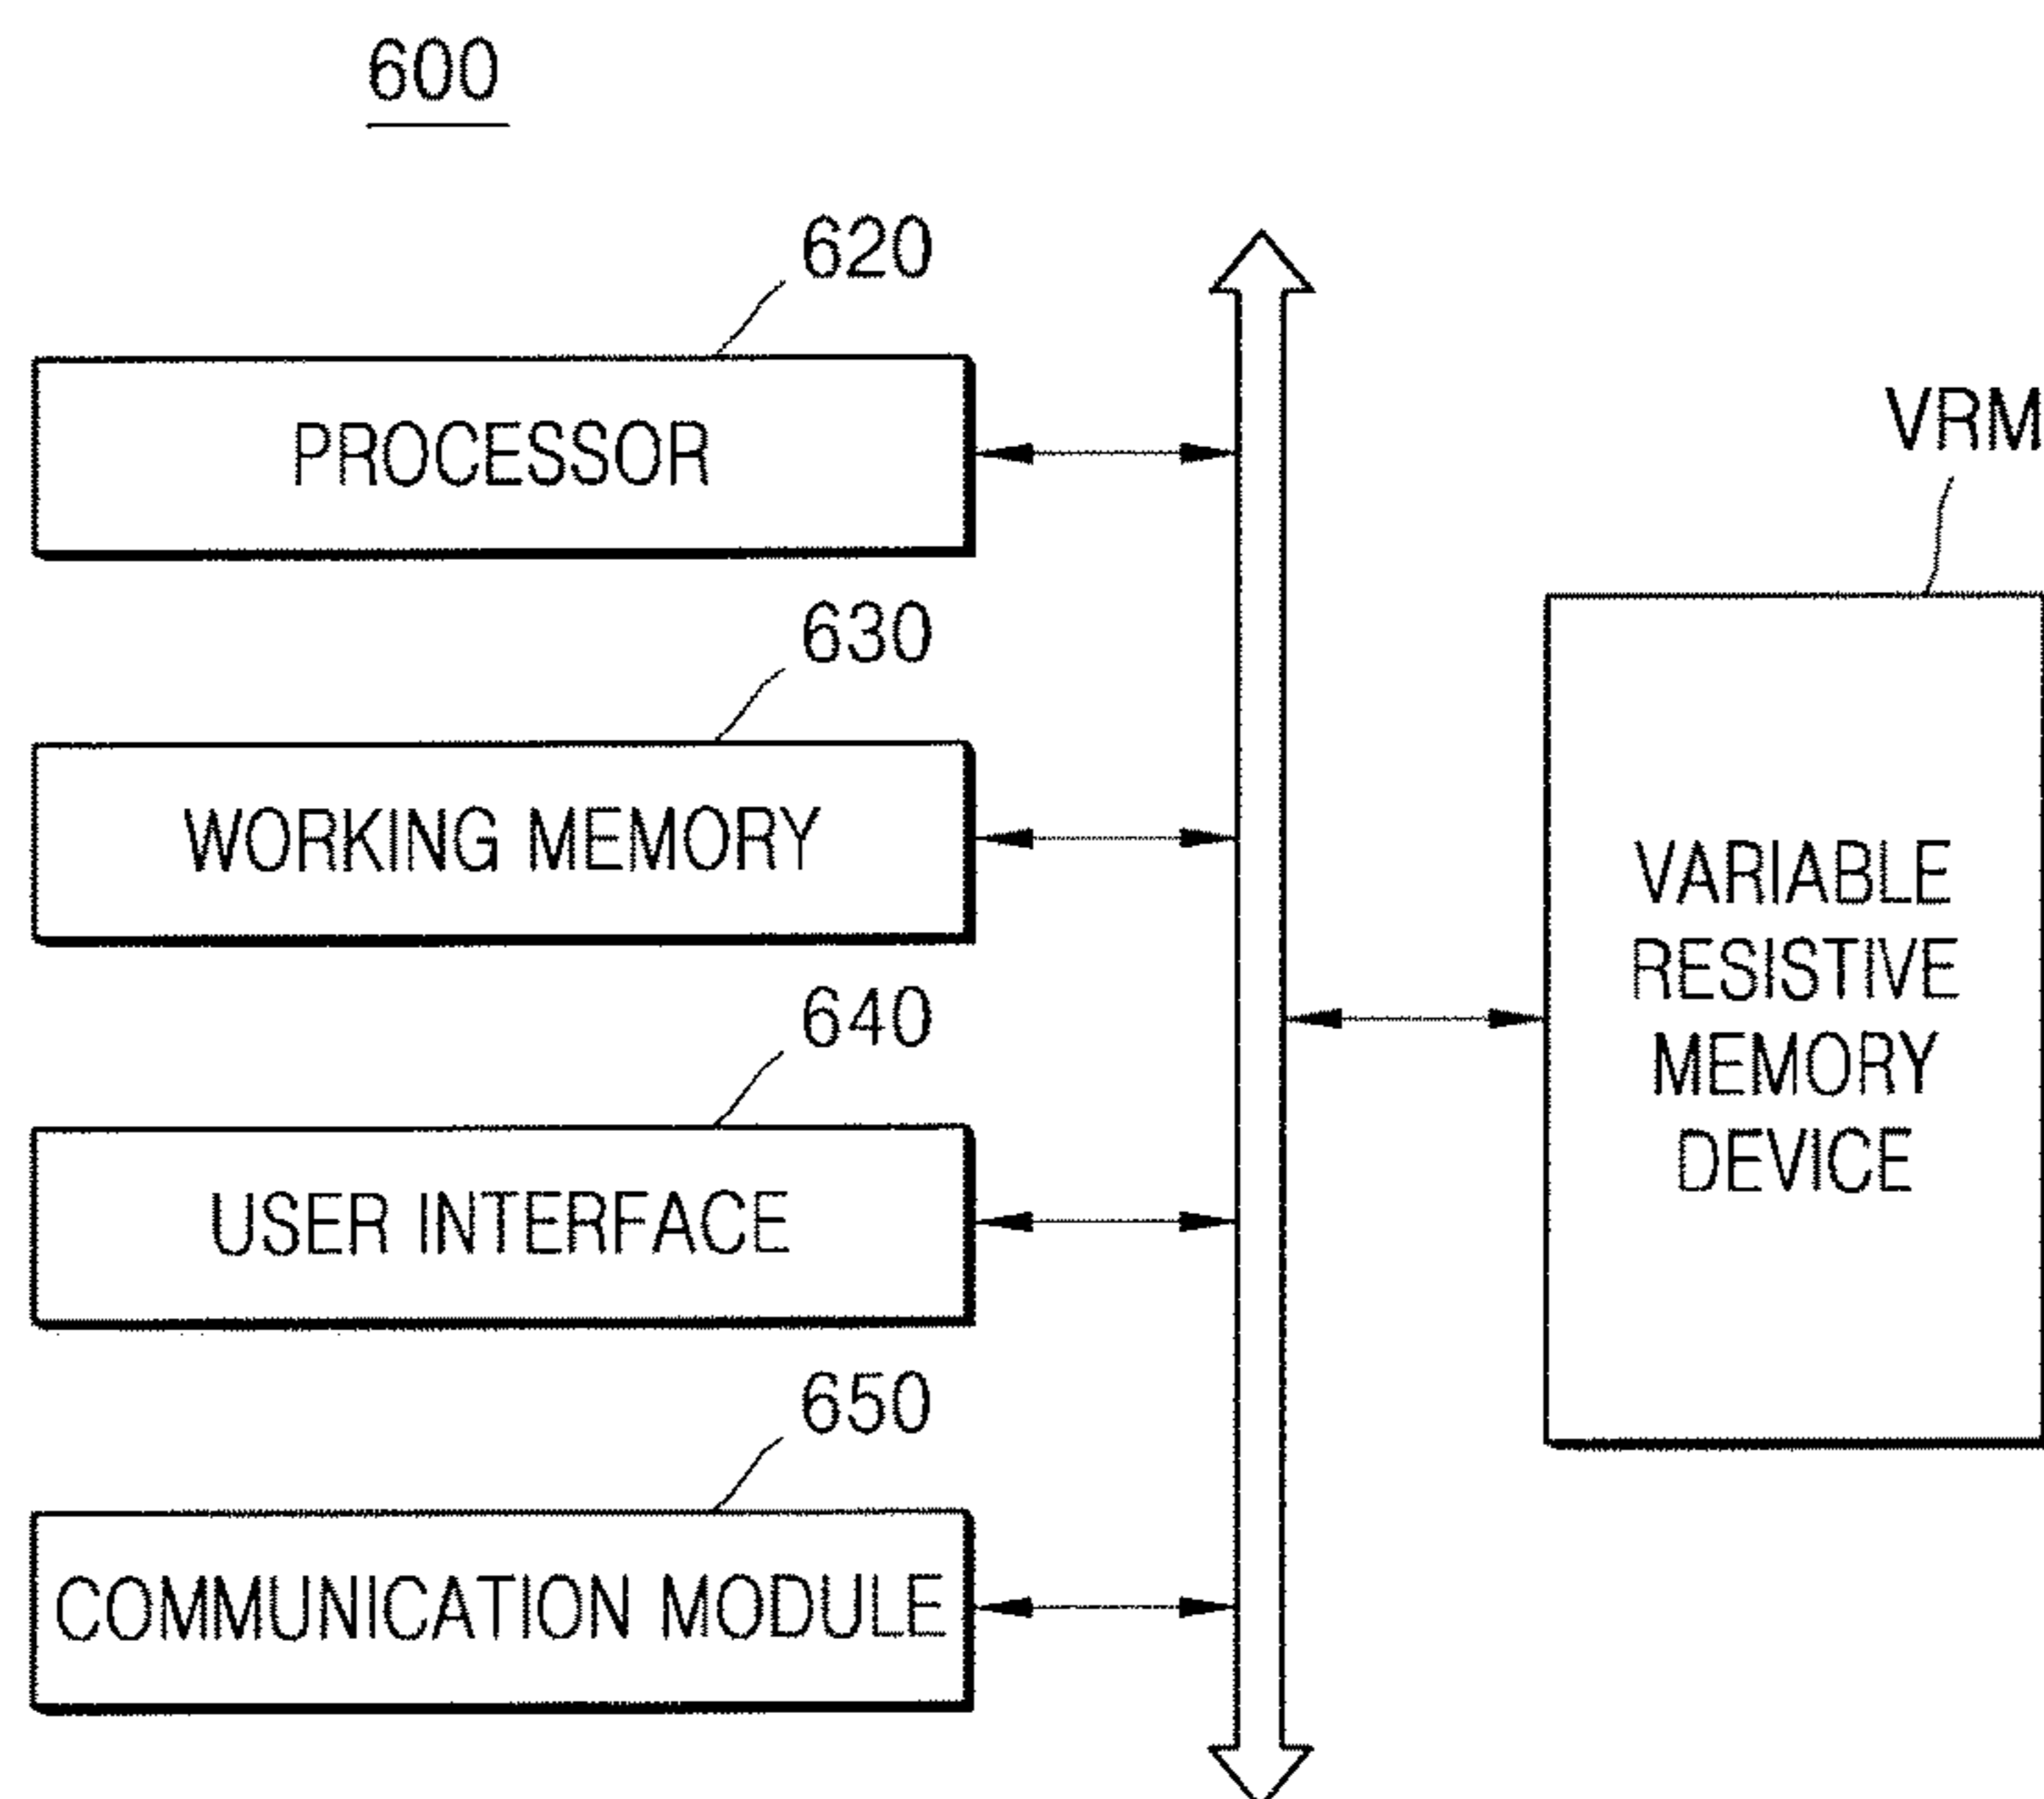 600
620
PROCESSOR
VRM
630
WORKING MEMORY
VARIABLE
RESISTIVE
MEMORY
DEVICE
640
USER INTERFACE
650
COMMUNICATION MODULE